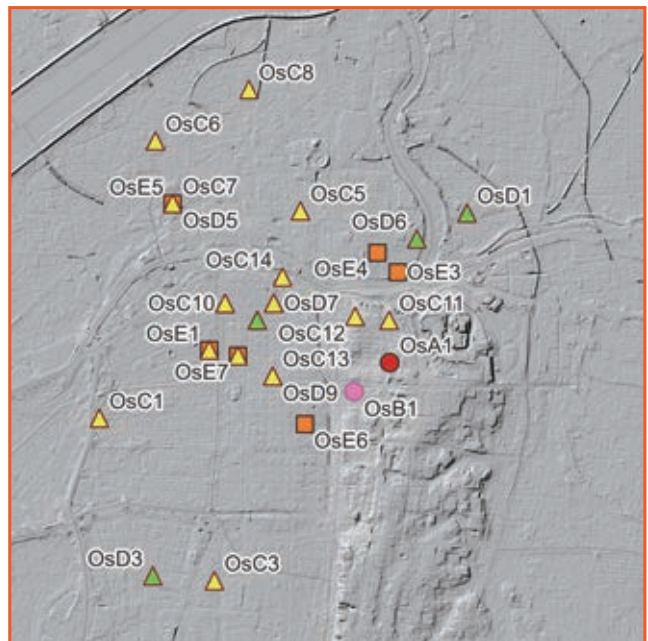 OsC8
OsC6
OsE5 OsC7
OsD5
OsC5
OsD1
OsD6
OsE4
OsE3
OsC14
OsC10
OsD7
OsC11
OsC12
OsE1
OsE7
OsC13
OsA1
OsD9
OsB1
OsC1
OsE6
OsD3
OsC3